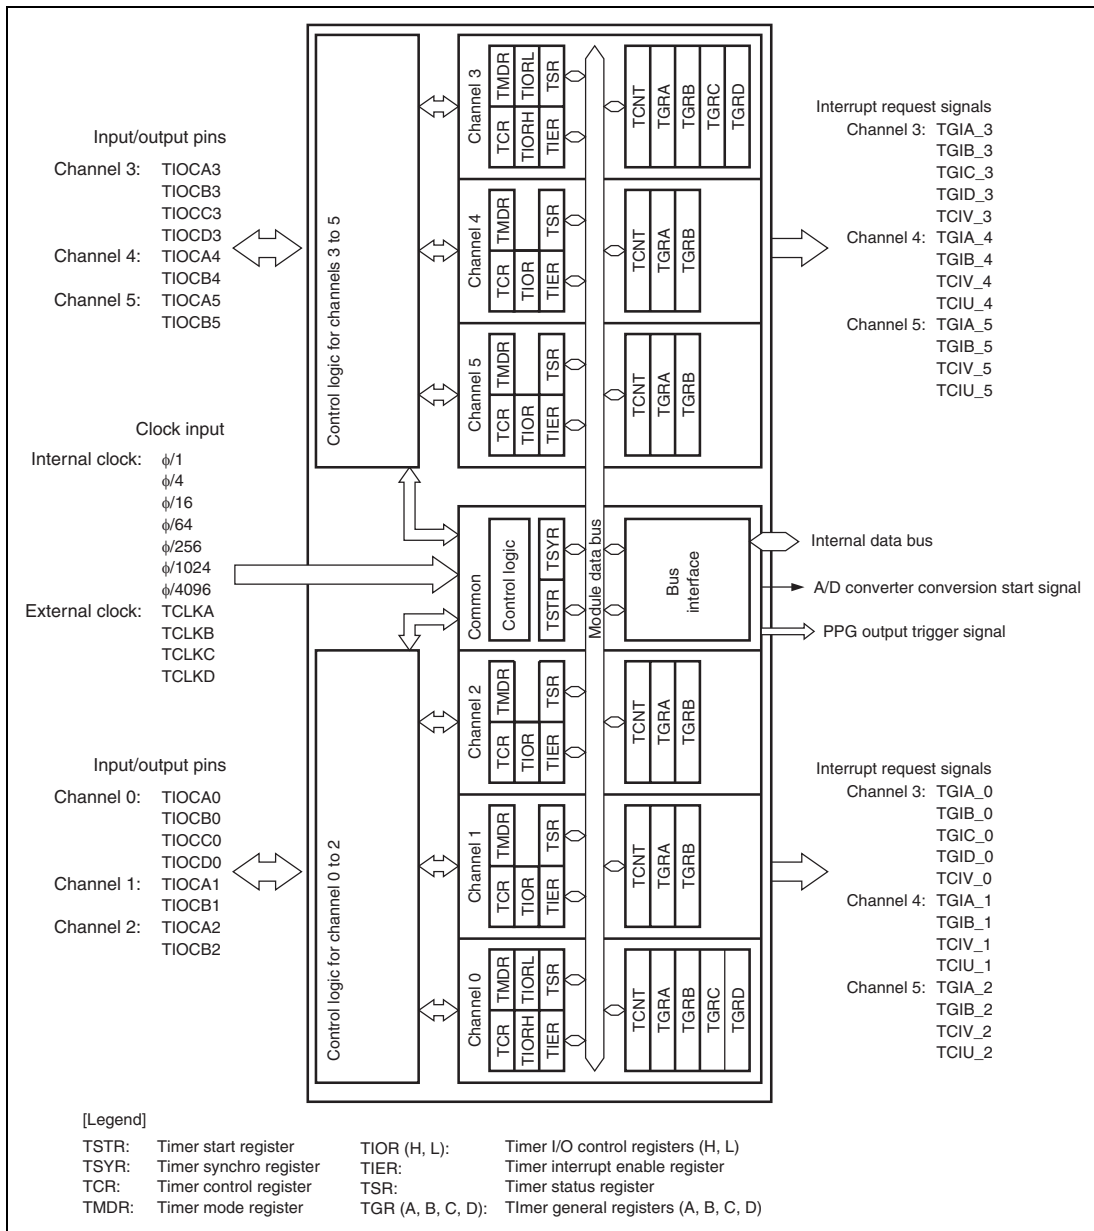 Input/output pins
Channel 3: TIOCA3
TIOCB3
TIOCC3
TIOCD3
Channel 4: TIOCA4
TIOCB4
Channel 5: TIOCA5
TIOCB5
Clock input
Internal clock: ϕ/1
ϕ/4
ϕ/16
ϕ/64
ϕ/256
ϕ/1024
ϕ/4096
External clock: TCLKA
TCLKB
TCLKC
TCLKD
Input/output pins
Channel 0: TIOCA0
TIOCB0
TIOCC0
TIOCD0
Channel 1: TIOCA1
TIOCB1
Channel 2: TIOCA2
TIOCB2
Control logic for channels 3 to 5
Control logic for channel 0 to 2
Channel 3
TMDR TIORL TSR
TCR TIORH TIER
TCNT TGRA TGRB TGRC TGRD
Channel 4
TMDR TSR
TCR TIOR TIER
TCNT TGRA TGRB
Channel 5
TMDR TSR
TCR TIOR TIER
TCNT TGRA TGRB
Common
Control logic
TSTR TSYR
Module data bus
Bus
interface
Channel 2
TMDR TSR
TCR TIOR TIER
TCNT TGRA TGRB
Channel 1
TMDR TSR
TCR TIOR TIER
TCNT TGRA TGRB
Channel 0
TMDR TIORL TSR
TCR TIORH TIER
TCNT TGRA TGRB TGRC TGRD
Interrupt request signals
Channel 3: TGIA_3
TGIB_3
TGIC_3
TGID_3
TCIV_3
Channel 4: TGIA_4
TGIB_4
TCIV_4
TCIU_4
Channel 5: TGIA_5
TGIB_5
TCIV_5
TCIU_5
Internal data bus
A/D converter conversion start signal
PPG output trigger signal
Interrupt request signals
Channel 3: TGIA_0
TGIB_0
TGIC_0
TGID_0
TCIV_0
Channel 4: TGIA_1
TGIB_1
TCIV_1
TCIU_1
Channel 5: TGIA_2
TGIB_2
TCIV_2
TCIU_2
[Legend]
TSTR: Timer start register
TSYR: Timer synchro register
TCR: Timer control register
TMDR: Timer mode register
TIOR (H, L): Timer I/O control registers (H, L)
TIER: Timer interrupt enable register
TSR: Timer status register
TGR (A, B, C, D): TImer general registers (A, B, C, D)